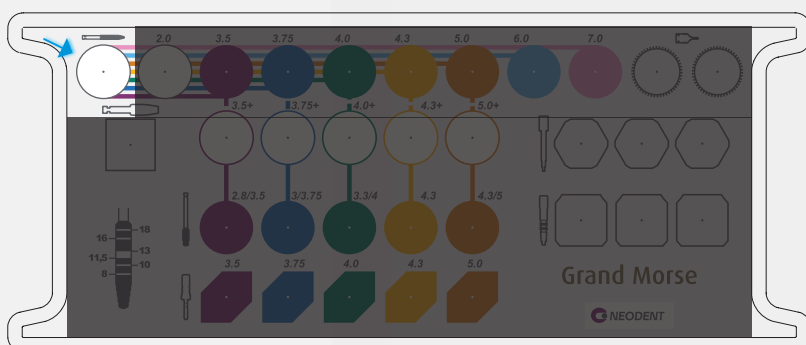 2.0 3.5 3.75 4.0 4.3 5.0 6.0 7.0
3.5+ 3.75+ 4.0+ 4.3+ 5.0+
2.8/3.5 3/3.75 3.3/4 4.3 4.3/5
18
16
13
11,5
10
8
3.5 3.75 4.0 4.3 5.0
Grand Morse
NEODENT